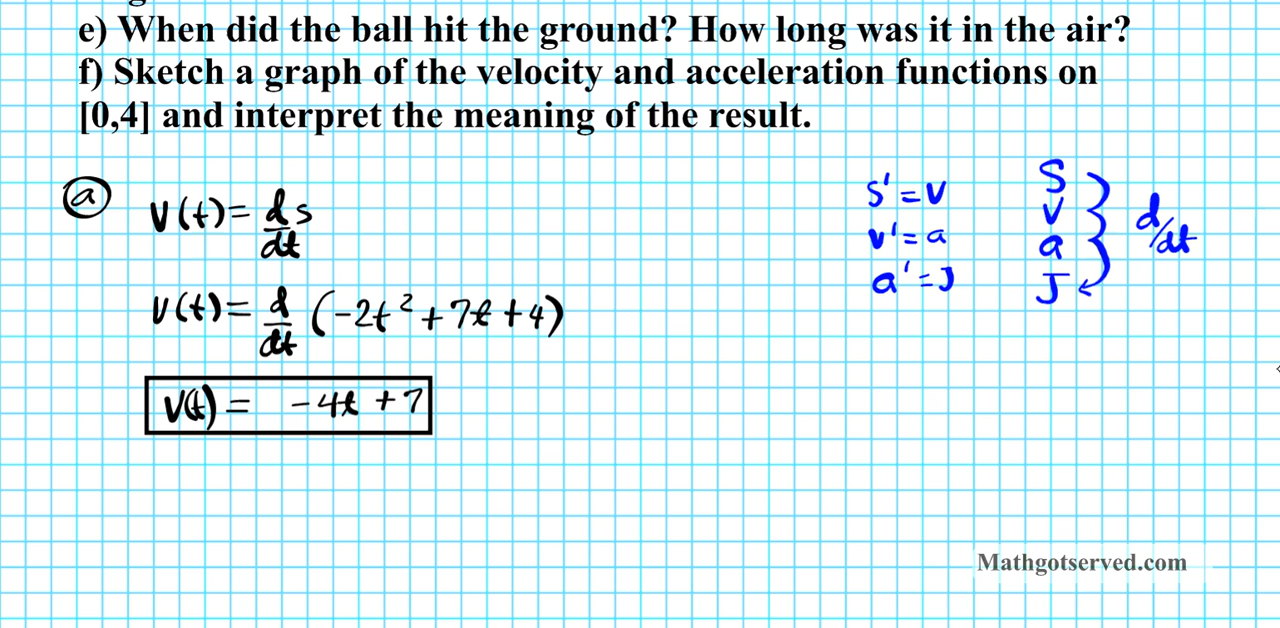 e) When did the ball hit the ground? How long was it in the air?
f) Sketch a graph of the velocity and acceleration functions on
[0,4] and interpret the meaning of the result.
(a) V(t) = d/dt s
V(t) = d/dt (-2t² + 7t + 4)
V(t) = -4t + 7
s' = v
v' = a
a' = J
S
V
a
J
d/dt
Mathgotserved.com